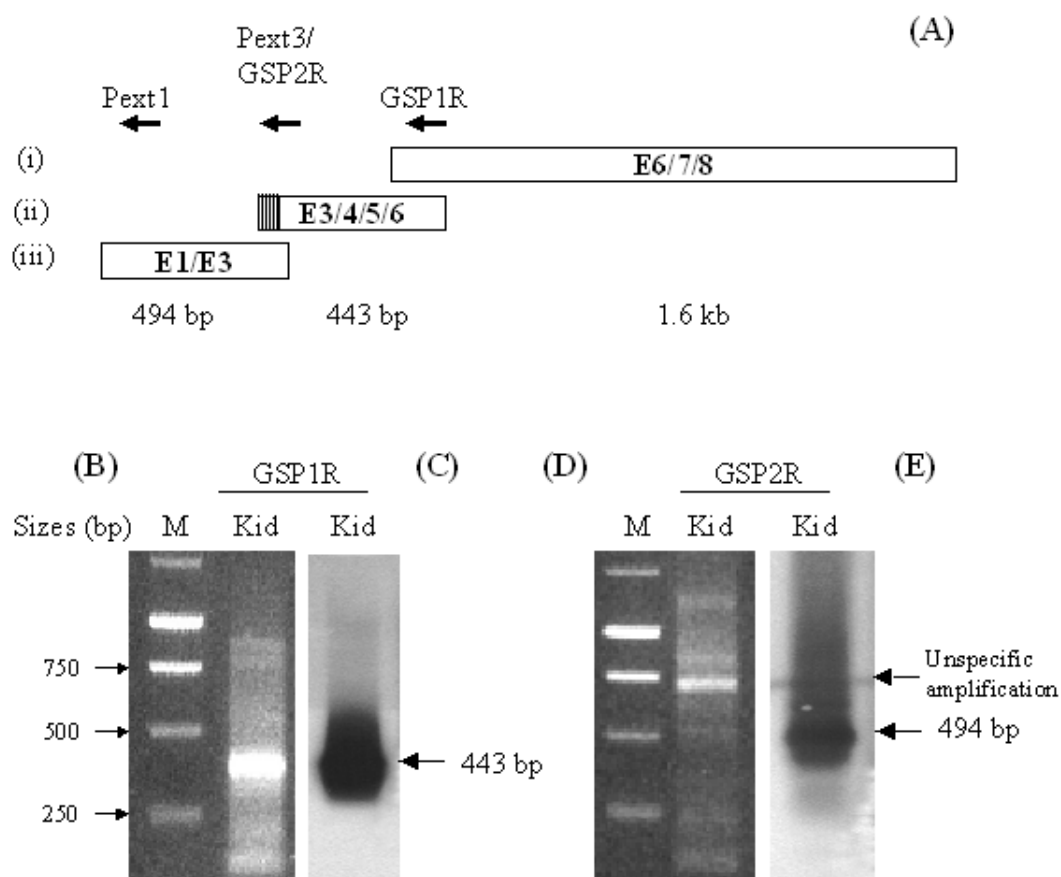 (A)
Pext3/
GSP2R
Pext1
GSP1R
(i)
E6/7/8
(ii)
E3/4/5/6
(iii)
E1/E3
494 bp
443 bp
1.6 kb
(B)
GSP1R
(C)
(D)
GSP2R
(E)
Sizes (bp)
M
Kid
Kid
M
Kid
Kid
750
500
250
443 bp
Unspecific
amplification
494 bp